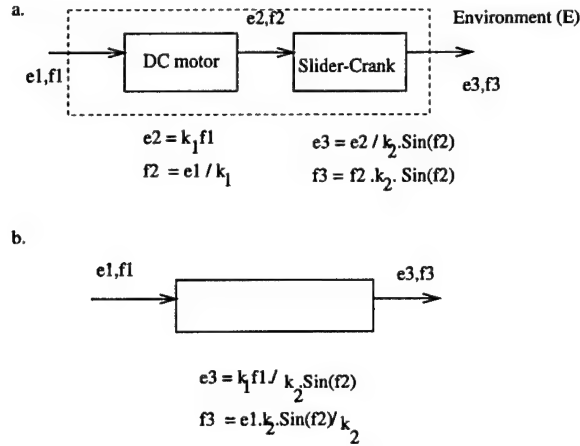 a.
e2,f2
Environment (E)
DC motor
Slider-Crank
e1,f1
e3,f3
e2 = k1f1
e3 = e2 / k2.Sin(f2)
f2 = e1 / k1
f3 = f2 .k2. Sin(f2)
b.
e1,f1
e3,f3
e3 = k1f1./ k2.Sin(f2)
f3 = e1.k2.Sin(f2)/ k2